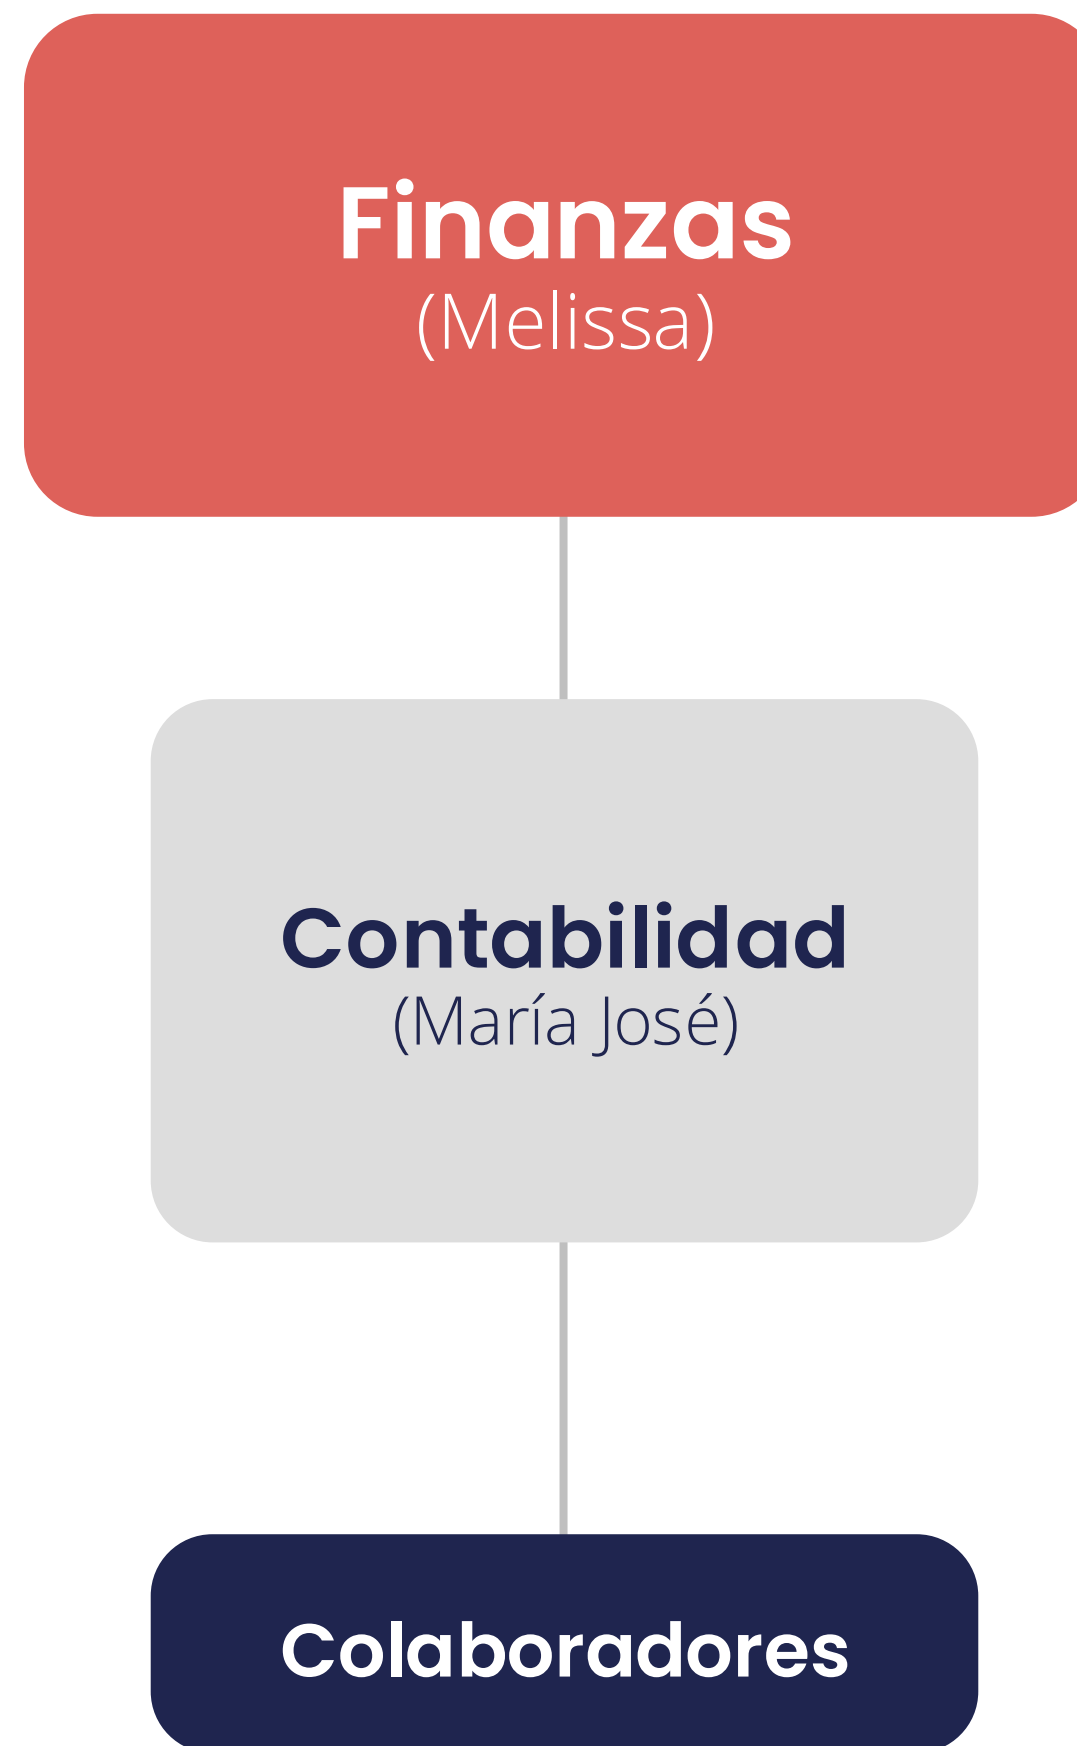 Finanzas
(Melissa)
Contabilidad
(María José)
Colaboradores